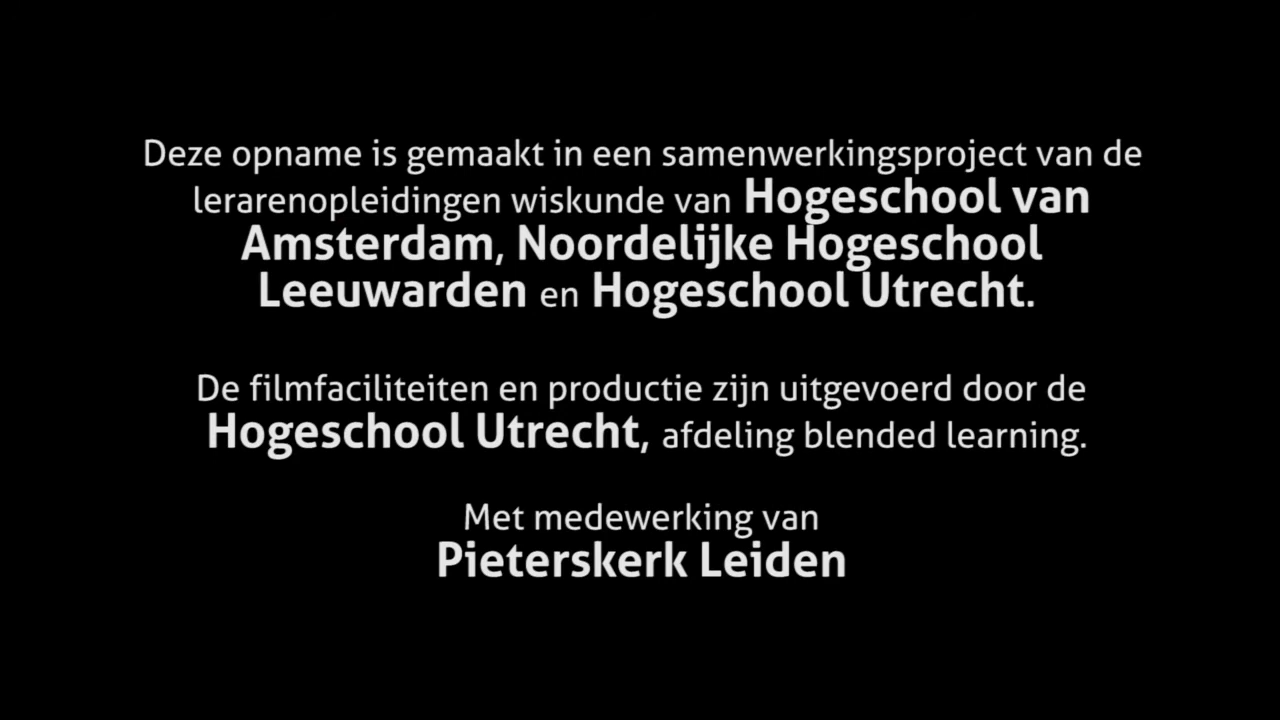 Deze opname is gemaakt in een samenwerkingsproject van de
lerarenopleidingen wiskunde van Hogeschool van
Amsterdam, Noordelijke Hogeschool
Leeuwarden en Hogeschool Utrecht.
De filmfaciliteiten en productie zijn uitgevoerd door de
Hogeschool Utrecht, afdeling blended learning.
Met medewerking van
Pieterskerk Leiden